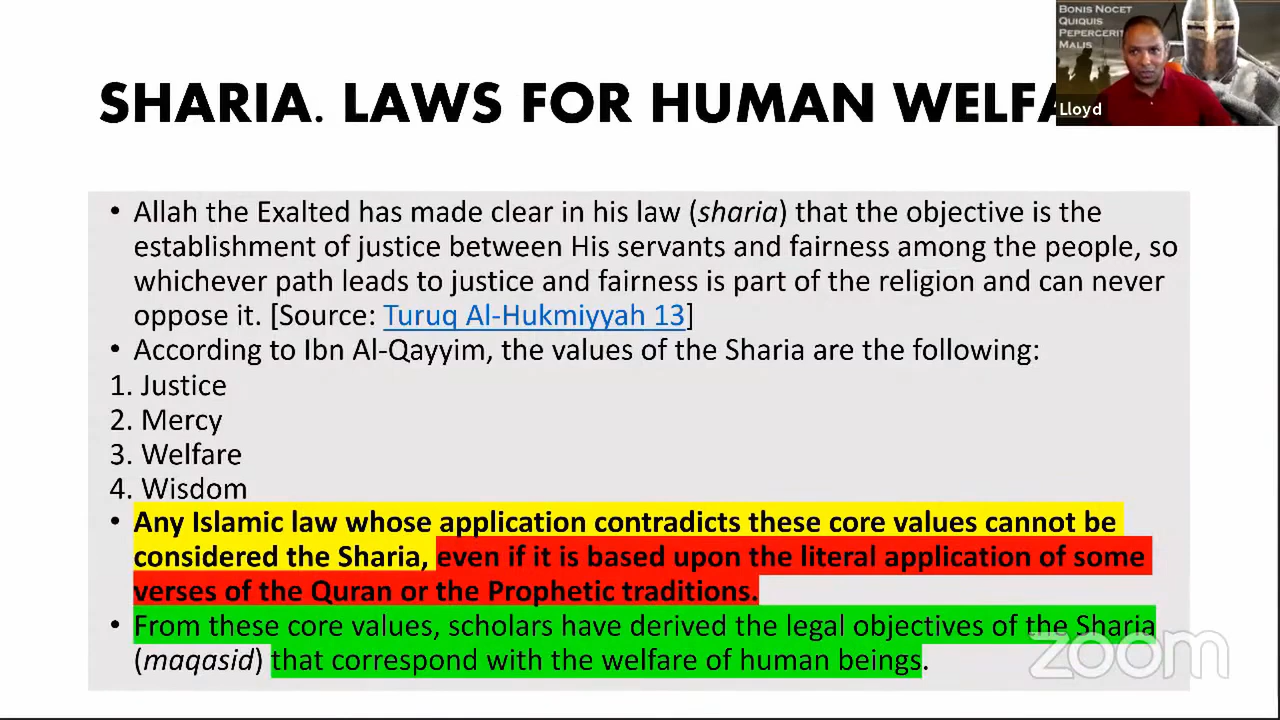 BONIS NOCET
QUIQUIS
PEPERCERIT
MALIS
Lloyd
SHARIA. LAWS FOR HUMAN WELFA
• Allah the Exalted has made clear in his law (sharia) that the objective is the
establishment of justice between His servants and fairness among the people, so
whichever path leads to justice and fairness is part of the religion and can never
oppose it. [Source: Turuq Al-Hukmiyyah 13]
• According to Ibn Al-Qayyim, the values of the Sharia are the following:
1. Justice
2. Mercy
3. Welfare
4. Wisdom
• Any Islamic law whose application contradicts these core values cannot be
considered the Sharia, even if it is based upon the literal application of some
verses of the Quran or the Prophetic traditions.
• From these core values, scholars have derived the legal objectives of the Sharia
(maqasid) that correspond with the welfare of human beings.
zoom